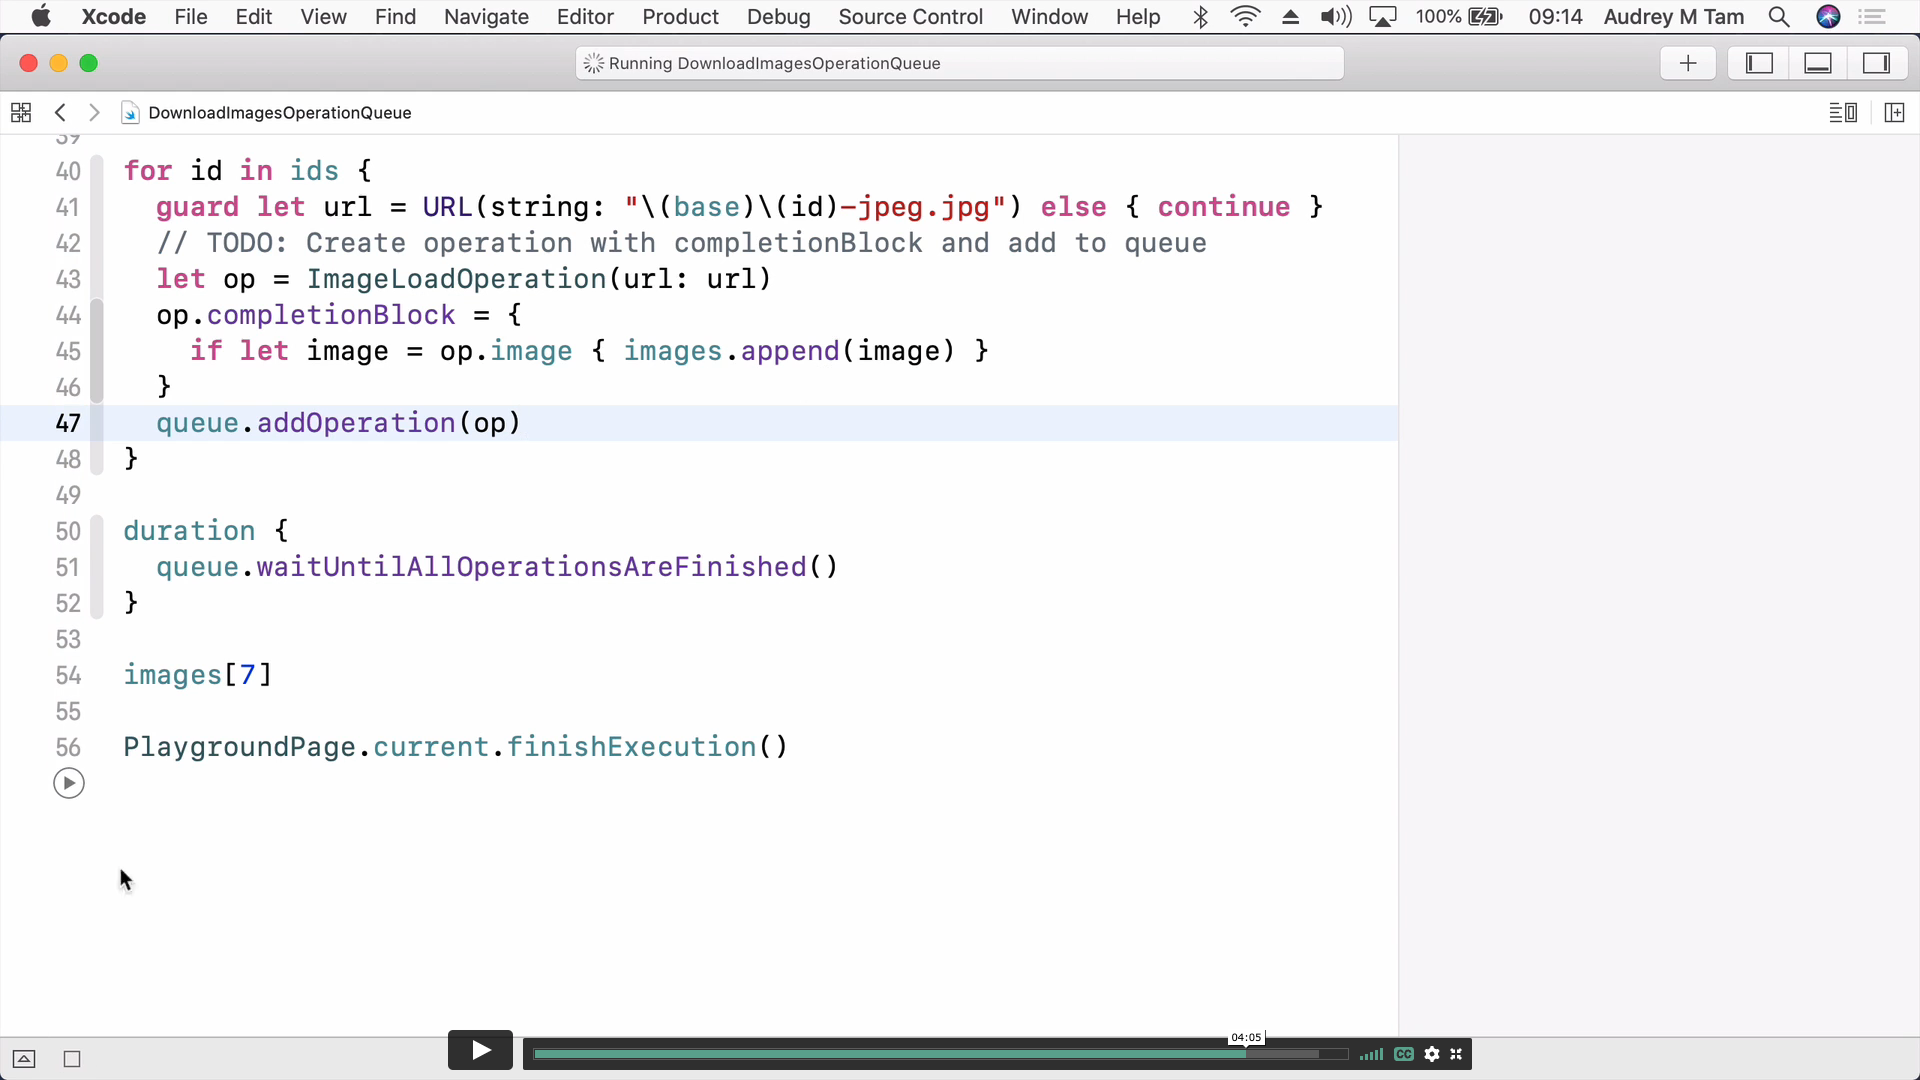 Xcode File Edit View Find Navigate Editor Product Debug Source Control Window Help 100% 09:14 Audrey M Tam
Running DownloadImagesOperationQueue
DownloadImagesOperationQueue
39
40 for id in ids {
41 guard let url = URL(string: "\(base)\(id)-jpeg.jpg") else { continue }
42 // TODO: Create operation with completionBlock and add to queue
43 let op = ImageLoadOperation(url: url)
44 op.completionBlock = {
45 if let image = op.image { images.append(image) }
46 }
47 queue.addOperation(op)
48 }
49
50 duration {
51 queue.waitUntilAllOperationsAreFinished()
52 }
53
54 images[7]
55
56 PlaygroundPage.current.finishExecution()
04:05
CC